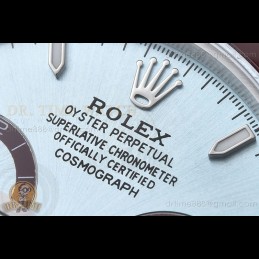 ROLEX
OYSTER PERPETUAL
SUPERLATIVE CHRONOMETER
OFFICIALLY CERTIFIED
COSMOGRAPH